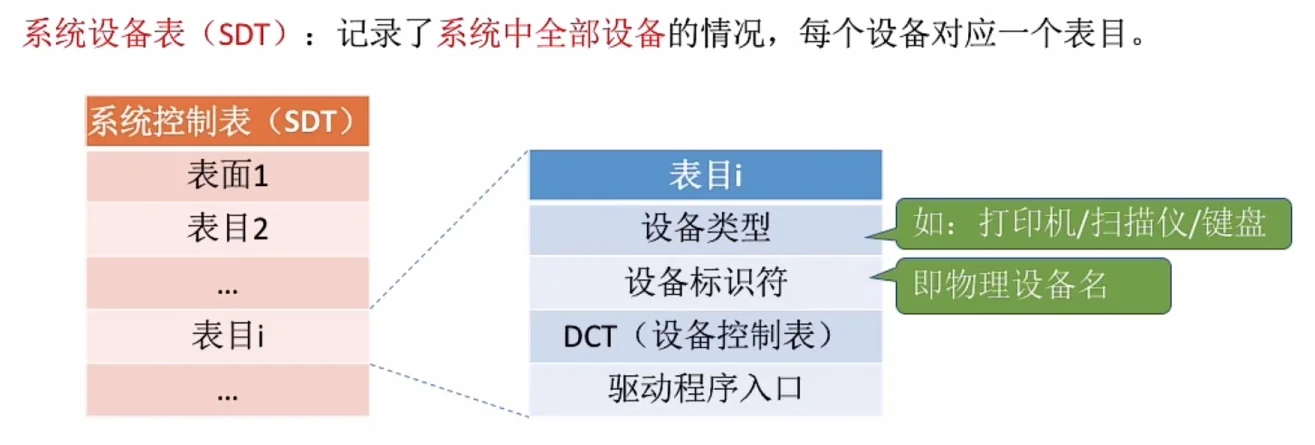 系统设备表（SDT）：记录了系统中全部设备的情况，每个设备对应一个表目。
系统控制表（SDT）
表面1
表目2
...
表目i
...
表目i
设备类型
设备标识符
DCT（设备控制表）
驱动程序入口
如：打印机/扫描仪/键盘
即物理设备名